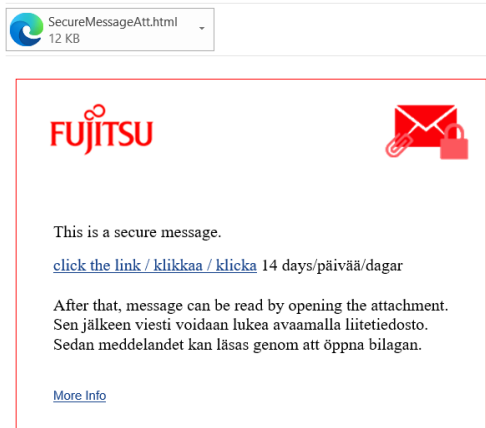 SecureMessageAtt.html
12 KB
FUJITSU
This is a secure message.
click the link / klikkaa / klicka 14 days/päivää/dagar
After that, message can be read by opening the attachment.
Sen jälkeen viesti voidaan lukea avaamalla liitetiedosto.
Sedan meddelandet kan läsas genom att öppna bilagan.
More Info